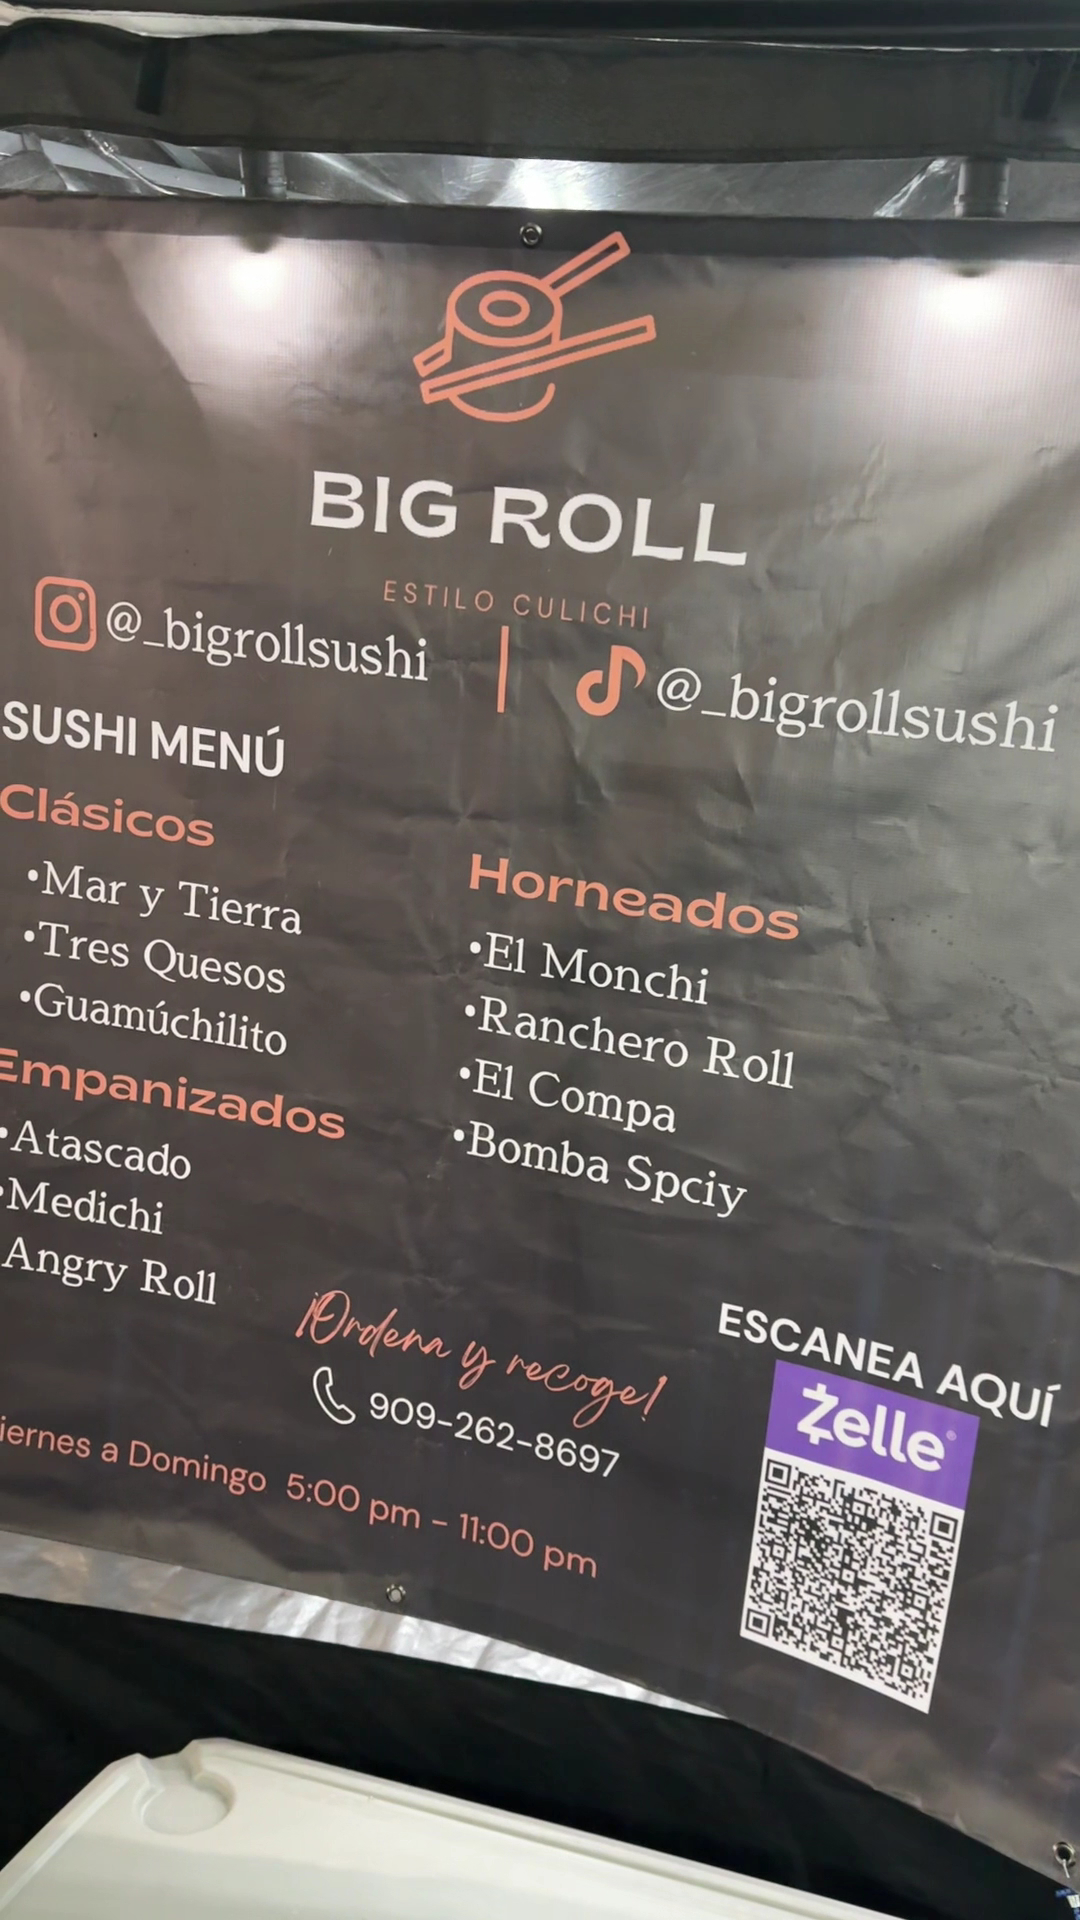 BIG ROLL
ESTILO CULICHI
@_bigrollsushi | @_bigrollsushi
SUSHI MENÚ
Clásicos
•Mar y Tierra
•Tres Quesos
•Guamúchilito
Empanizados
•Atascado
•Medichi
Angry Roll
Horneados
•El Monchi
•Ranchero Roll
•El Compa
•Bomba Spciy
¡Ordena y recoge!
909-262-8697
iernes a Domingo 5:00 pm - 11:00 pm
ESCANEA AQUÍ
Zelle®